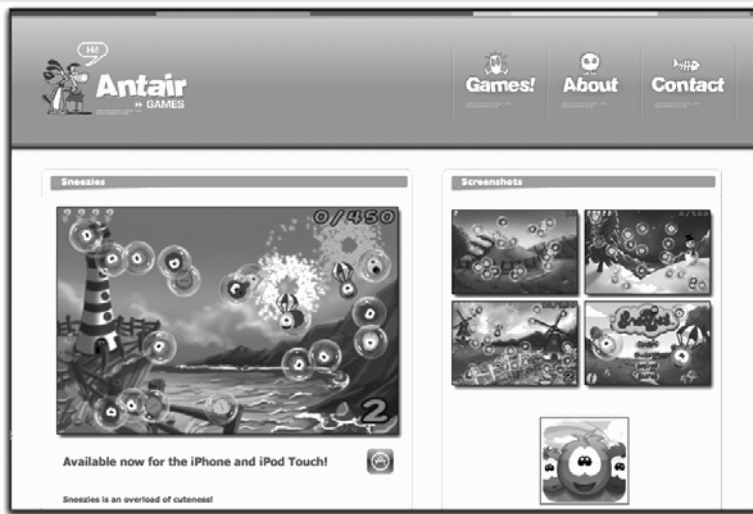 Hi!
Antair
GAMES
Games!
About
Contact
Sneezies
Screenshots
0/450
2
Available now for the iPhone and iPod Touch!
Sneezies is an overload of cuteness!